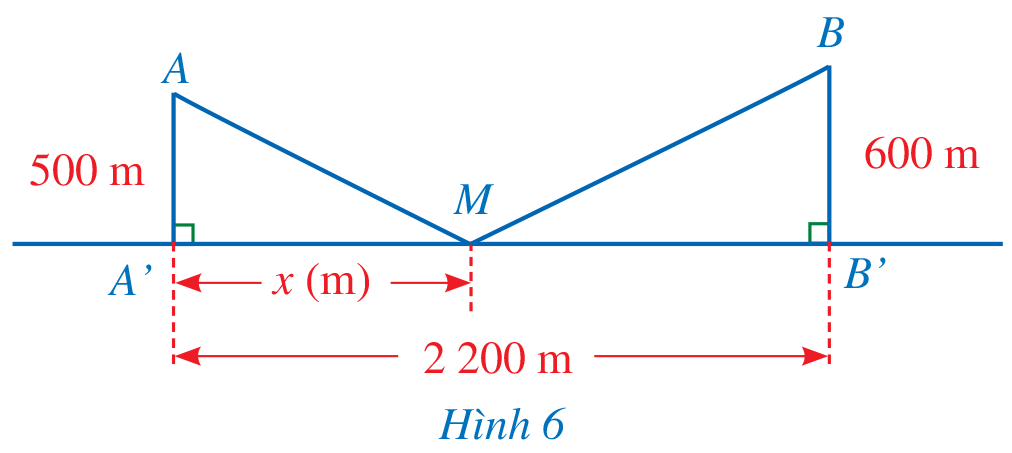 B
A
600 m
500 m
M
A’
x (m)
B’
2 200 m
Hình 6